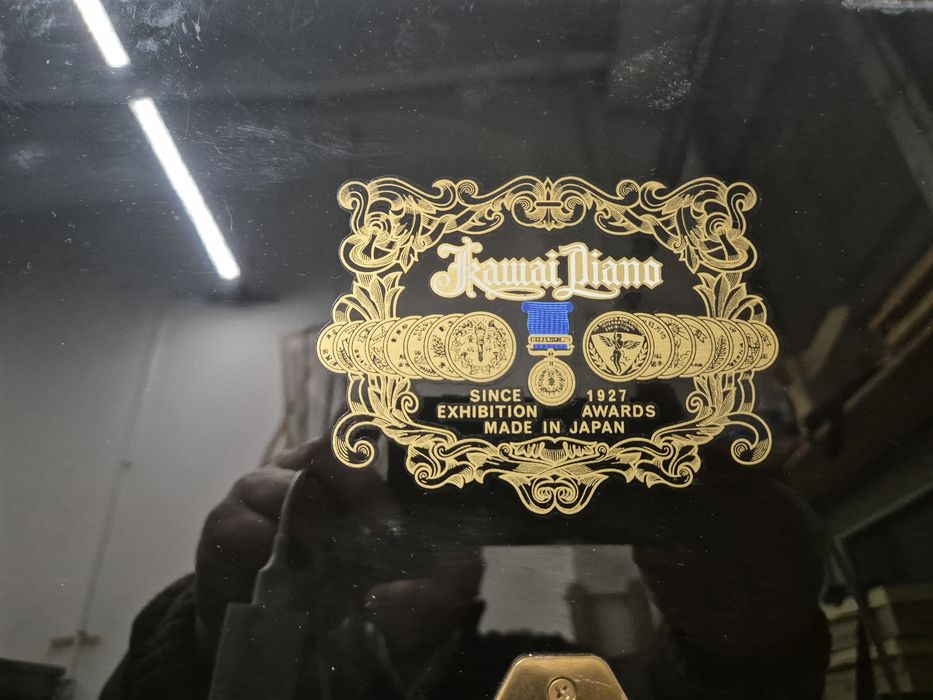 Kawai Piano
SINCE 1927
EXHIBITION AWARDS
MADE IN JAPAN